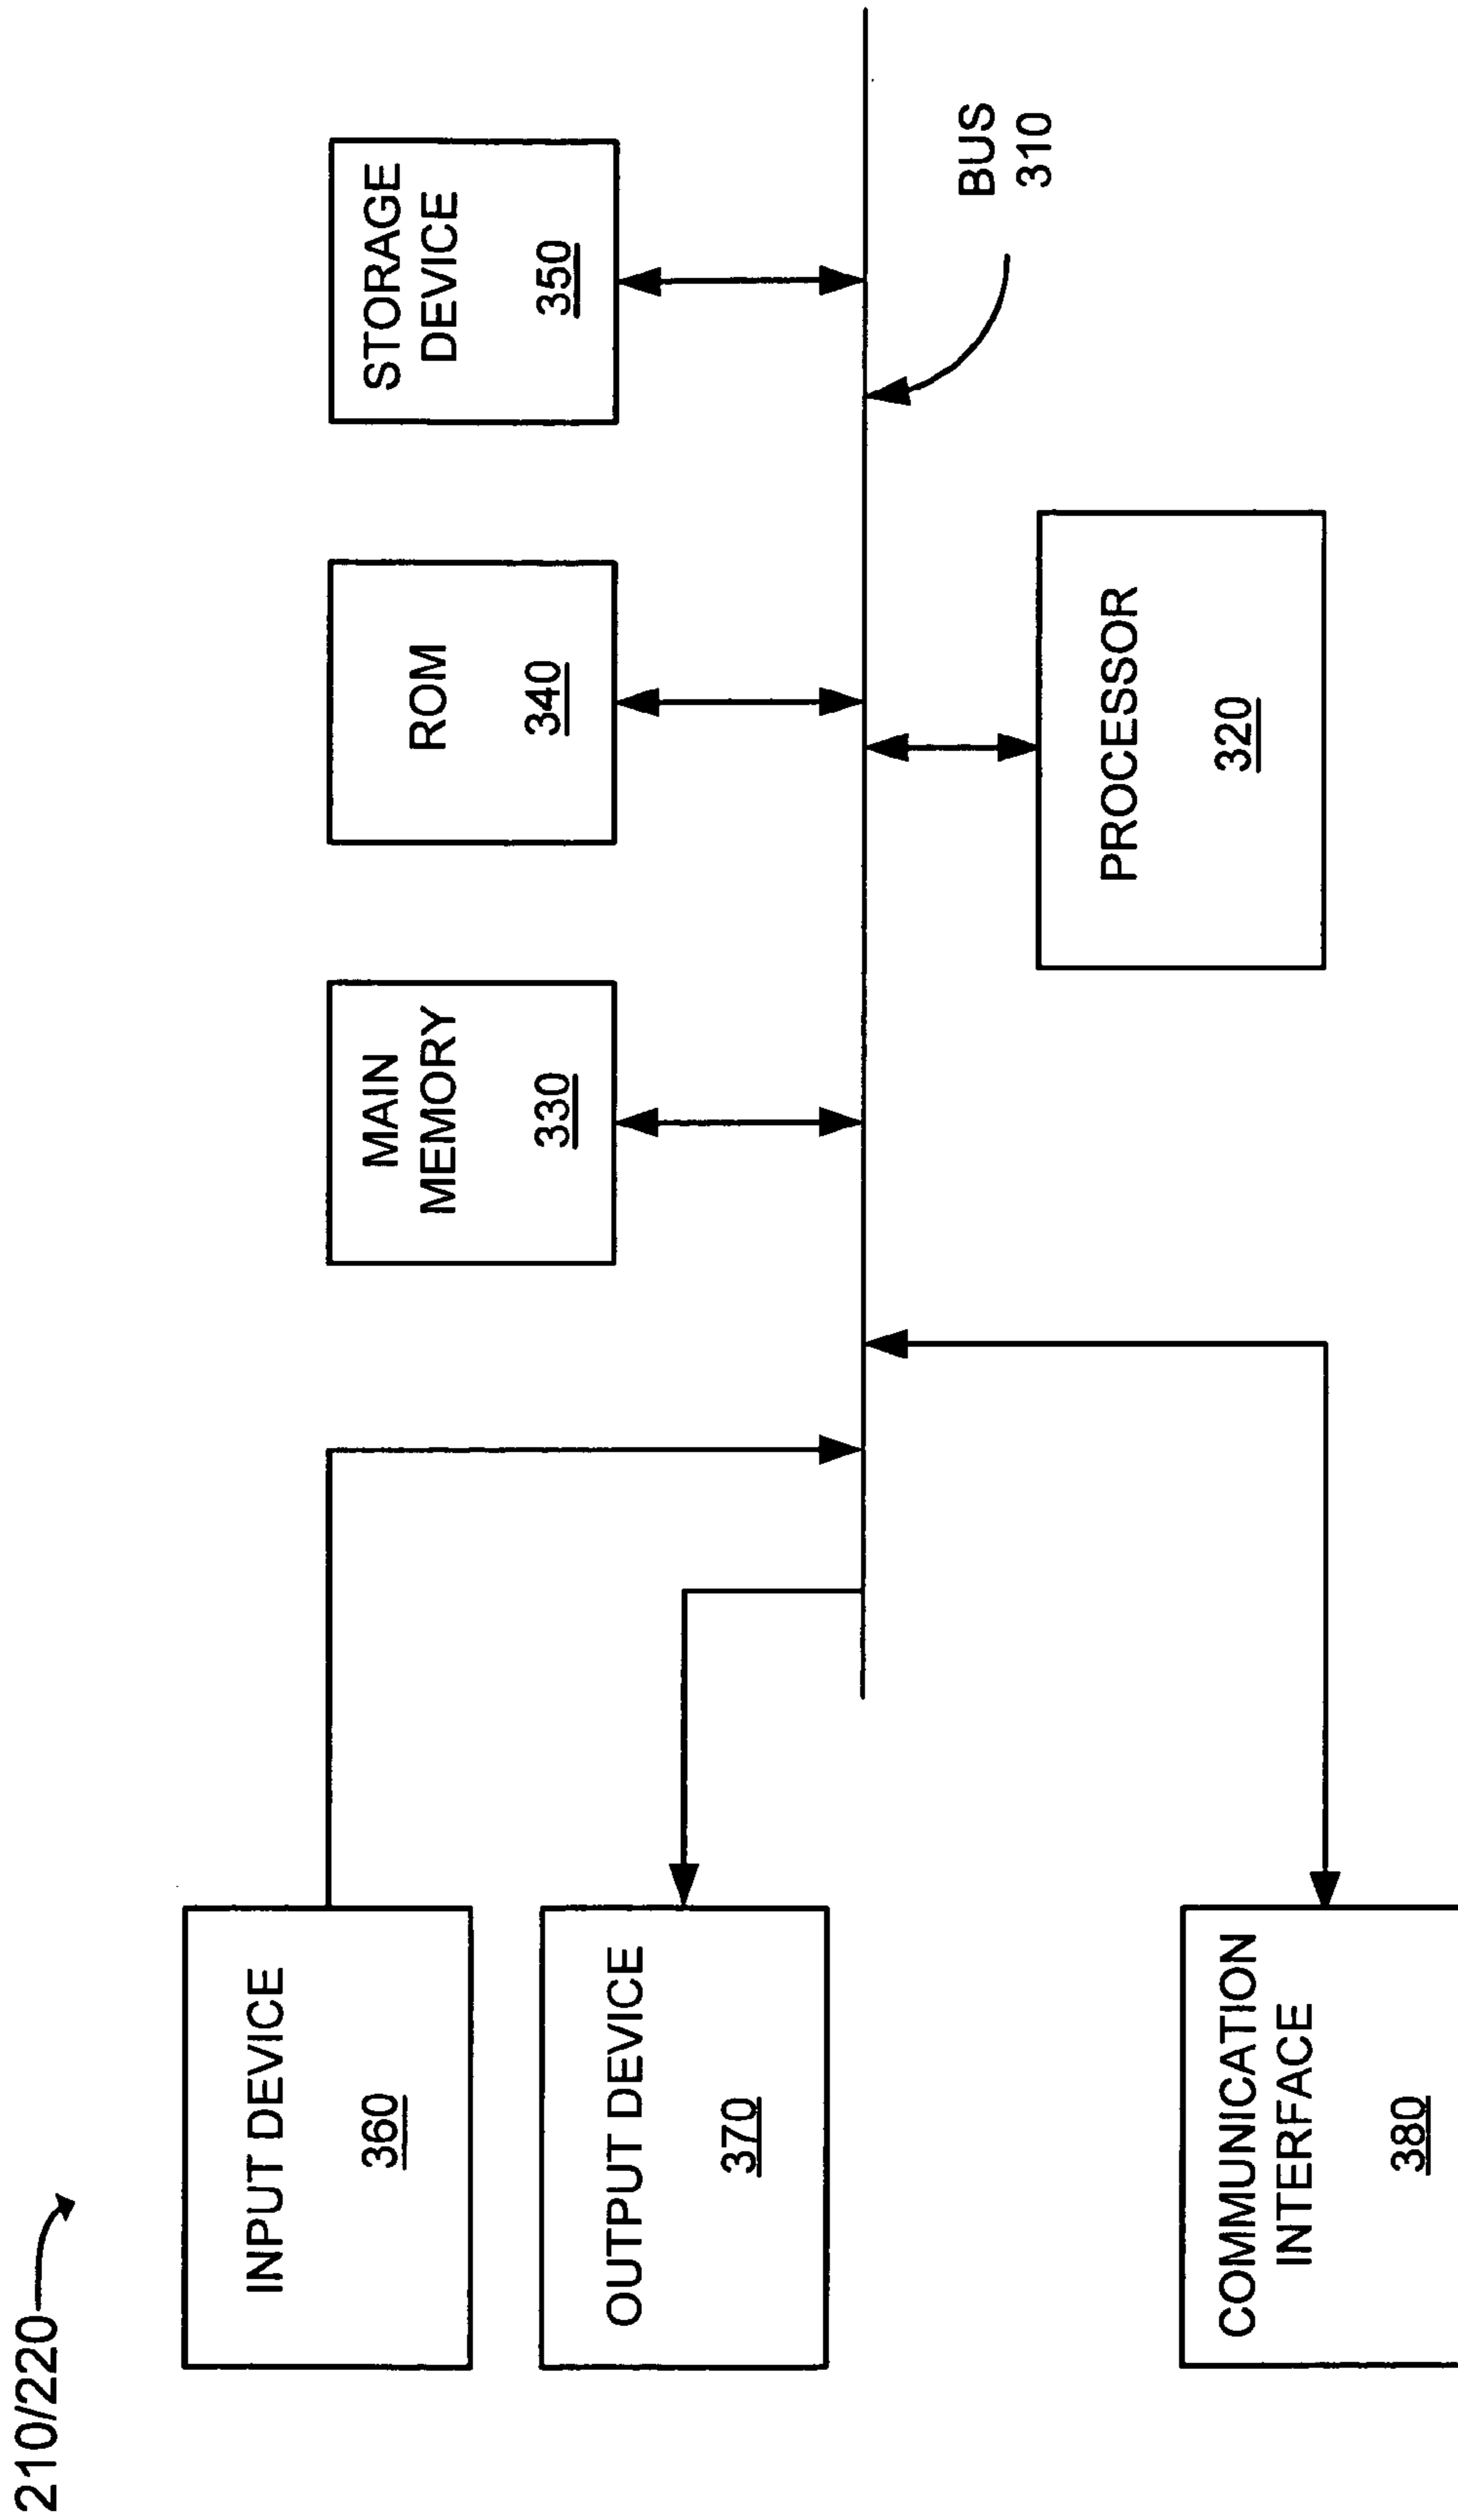 210/220
INPUT DEVICE
360
OUTPUT DEVICE
370
COMMUNICATION
INTERFACE
380
MAIN
MEMORY
330
ROM
340
STORAGE
DEVICE
350
PROCESSOR
320
BUS
310